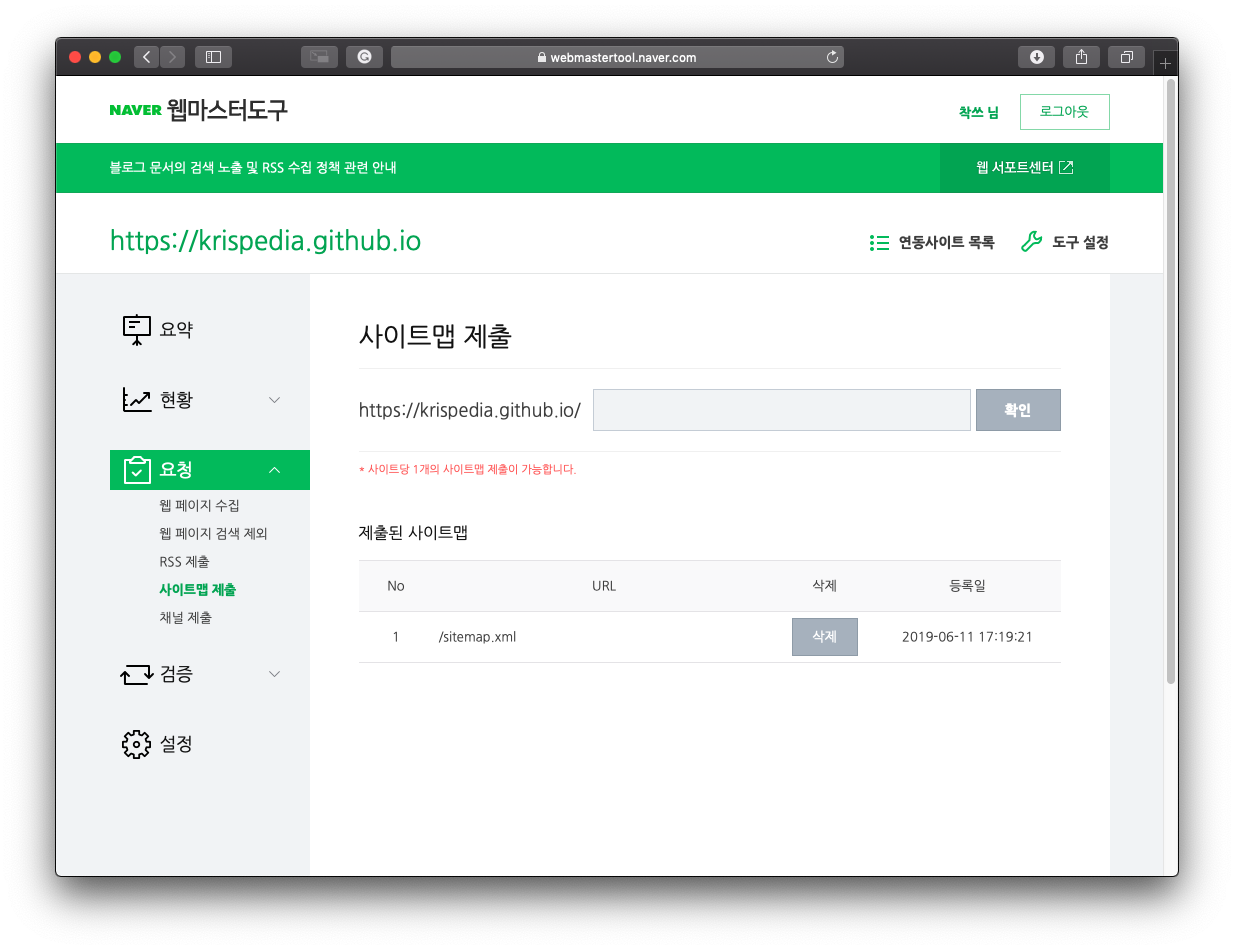 webmastertool.naver.com
NAVER 웹마스터도구
착쓰 님
로그아웃
블로그 문서의 검색 노출 및 RSS 수집 정책 관련 안내
웹 서포트센터
https://krispedia.github.io
연동사이트 목록
도구 설정
요약
현황
요청
웹 페이지 수집
웹 페이지 검색 제외
RSS 제출
사이트맵 제출
채널 제출
검증
설정
사이트맵 제출
https://krispedia.github.io/
확인
* 사이트당 1개의 사이트맵 제출이 가능합니다.
제출된 사이트맵
No URL 삭제 등록일
1 /sitemap.xml 삭제 2019-06-11 17:19:21